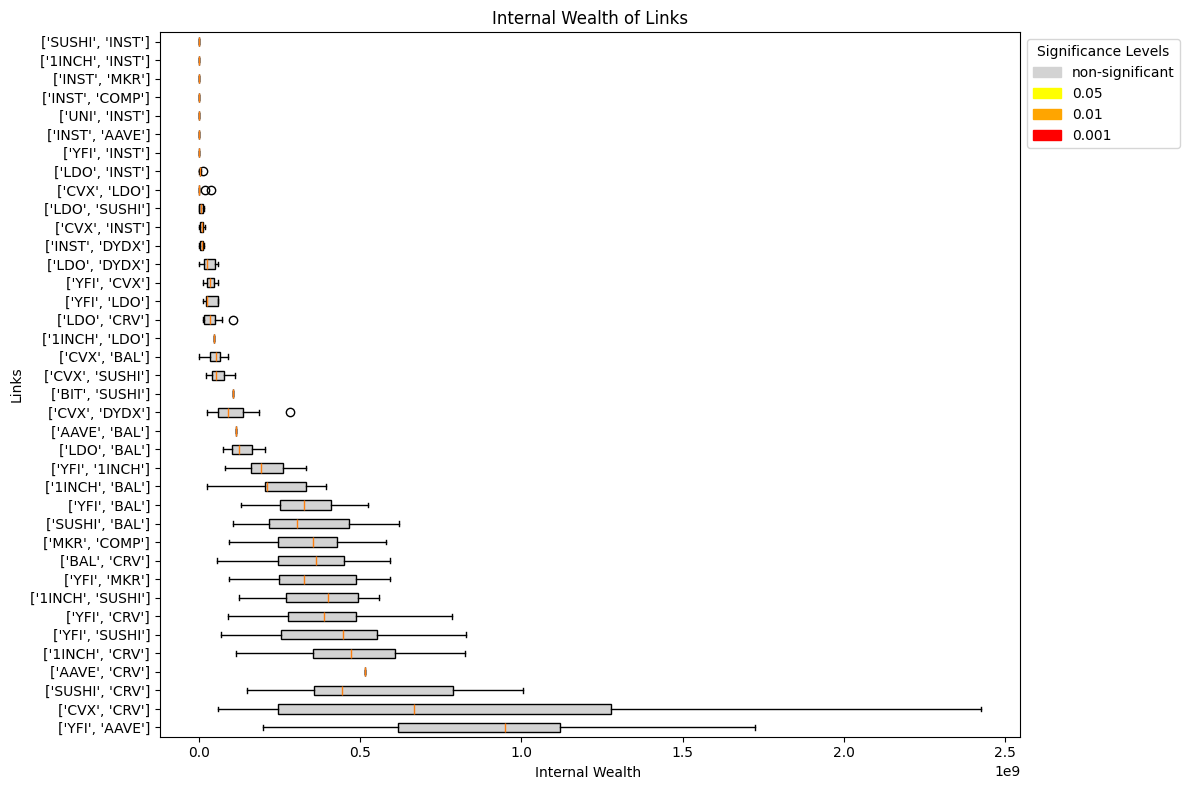 Internal Wealth of Links
['SUSHI', 'INST']
['1INCH', 'INST']
['INST', 'MKR']
['INST', 'COMP']
['UNI', 'INST']
['INST', 'AAVE']
['YFI', 'INST']
['LDO', 'INST']
['CVX', 'LDO']
['LDO', 'SUSHI']
['CVX', 'INST']
['INST', 'DYDX']
['LDO', 'DYDX']
['YFI', 'CVX']
['YFI', 'LDO']
['LDO', 'CRV']
['1INCH', 'LDO']
['CVX', 'BAL']
['CVX', 'SUSHI']
['BIT', 'SUSHI']
['CVX', 'DYDX']
['AAVE', 'BAL']
['LDO', 'BAL']
['YFI', '1INCH']
['1INCH', 'BAL']
['YFI', 'BAL']
['SUSHI', 'BAL']
['MKR', 'COMP']
['BAL', 'CRV']
['YFI', 'MKR']
['1INCH', 'SUSHI']
['YFI', 'CRV']
['YFI', 'SUSHI']
['1INCH', 'CRV']
['AAVE', 'CRV']
['SUSHI', 'CRV']
['CVX', 'CRV']
['YFI', 'AAVE']
Links
0.0 0.5 1.0 1.5 2.0 2.5
1e9
Internal Wealth
Significance Levels
non-significant
0.05
0.01
0.001